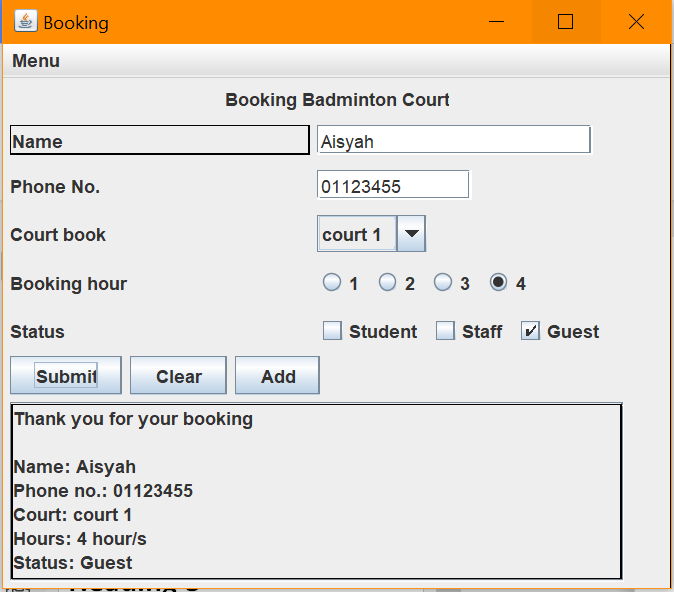 Booking
Menu
Booking Badminton Court
Name Aisyah
Phone No. 01123455
Court book court 1
Booking hour 1 2 3 4
Status Student Staff Guest
Submit Clear Add
Thank you for your booking
Name: Aisyah
Phone no.: 01123455
Court: court 1
Hours: 4 hour/s
Status: Guest